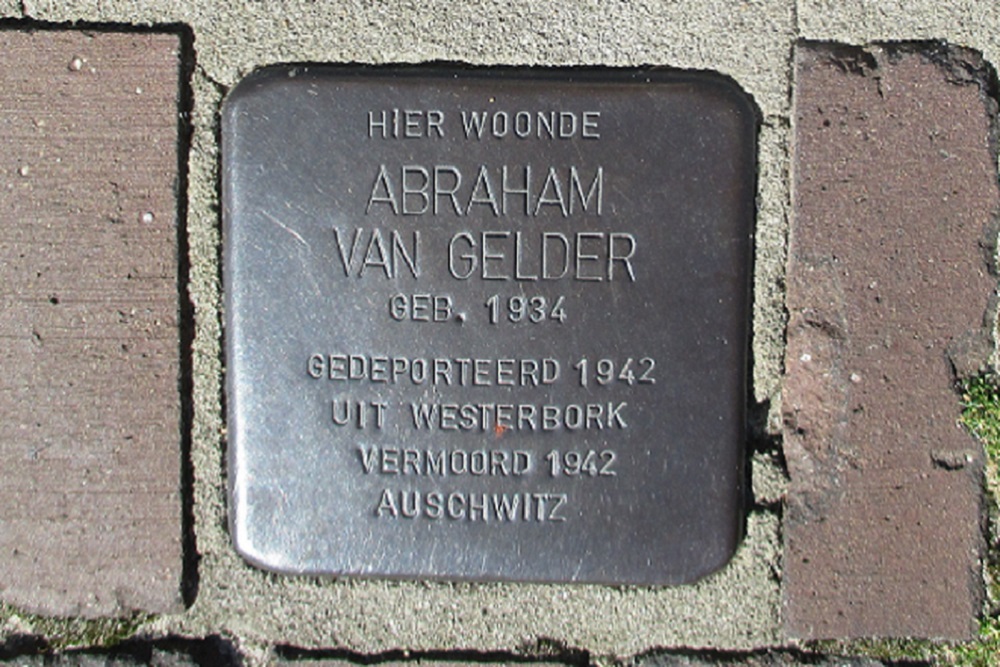 HIER WOONDE
ABRAHAM
VAN GELDER
GEB. 1934
GEDEPORTEERD 1942
UIT WESTERBORK
VERMOORD 1942
AUSCHWITZ